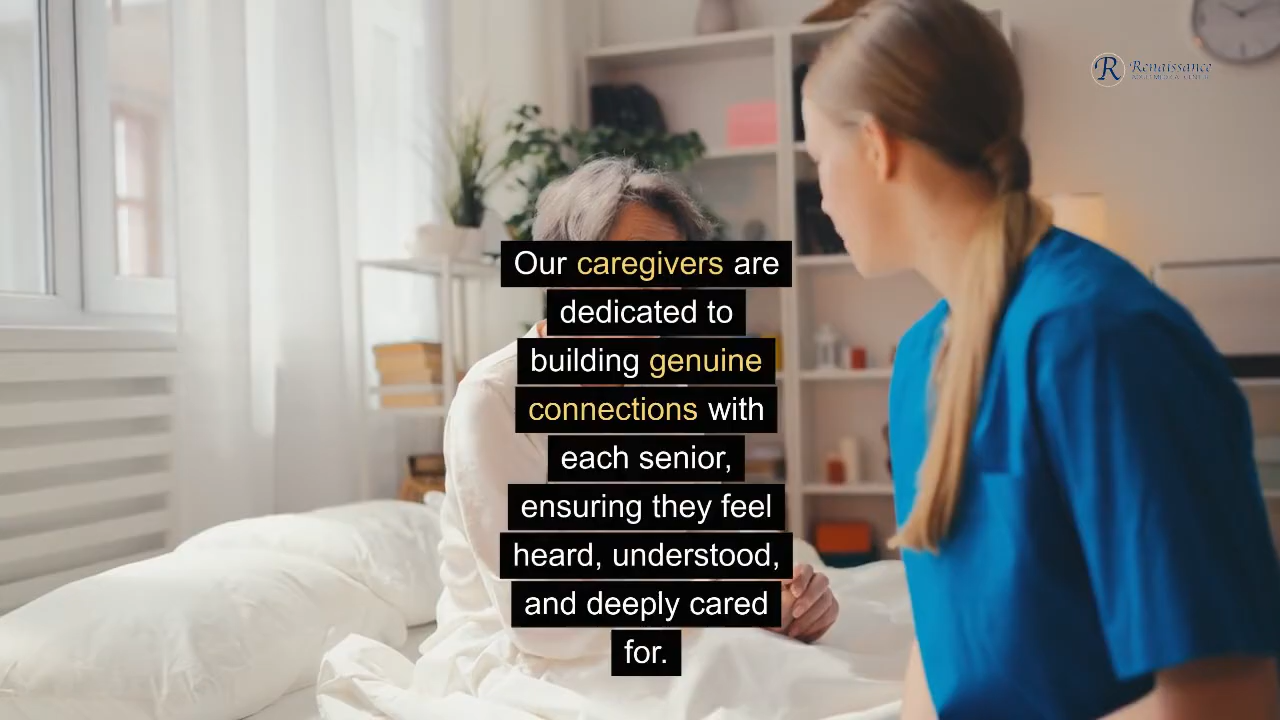 R Renaissance
Our caregivers are
dedicated to
building genuine
connections with
each senior,
ensuring they feel
heard, understood,
and deeply cared
for.